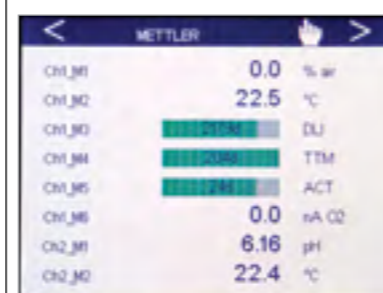 < METTLER >
Ch1_M1 0.0 % air
Ch1_M2 22.5 °C
Ch1_M3 DLI
Ch1_M4 TTM
Ch1_M5 24d ACT
Ch1_M6 0.0 nA O2
Ch2_M1 6.16 pH
Ch2_M2 22.4 °C